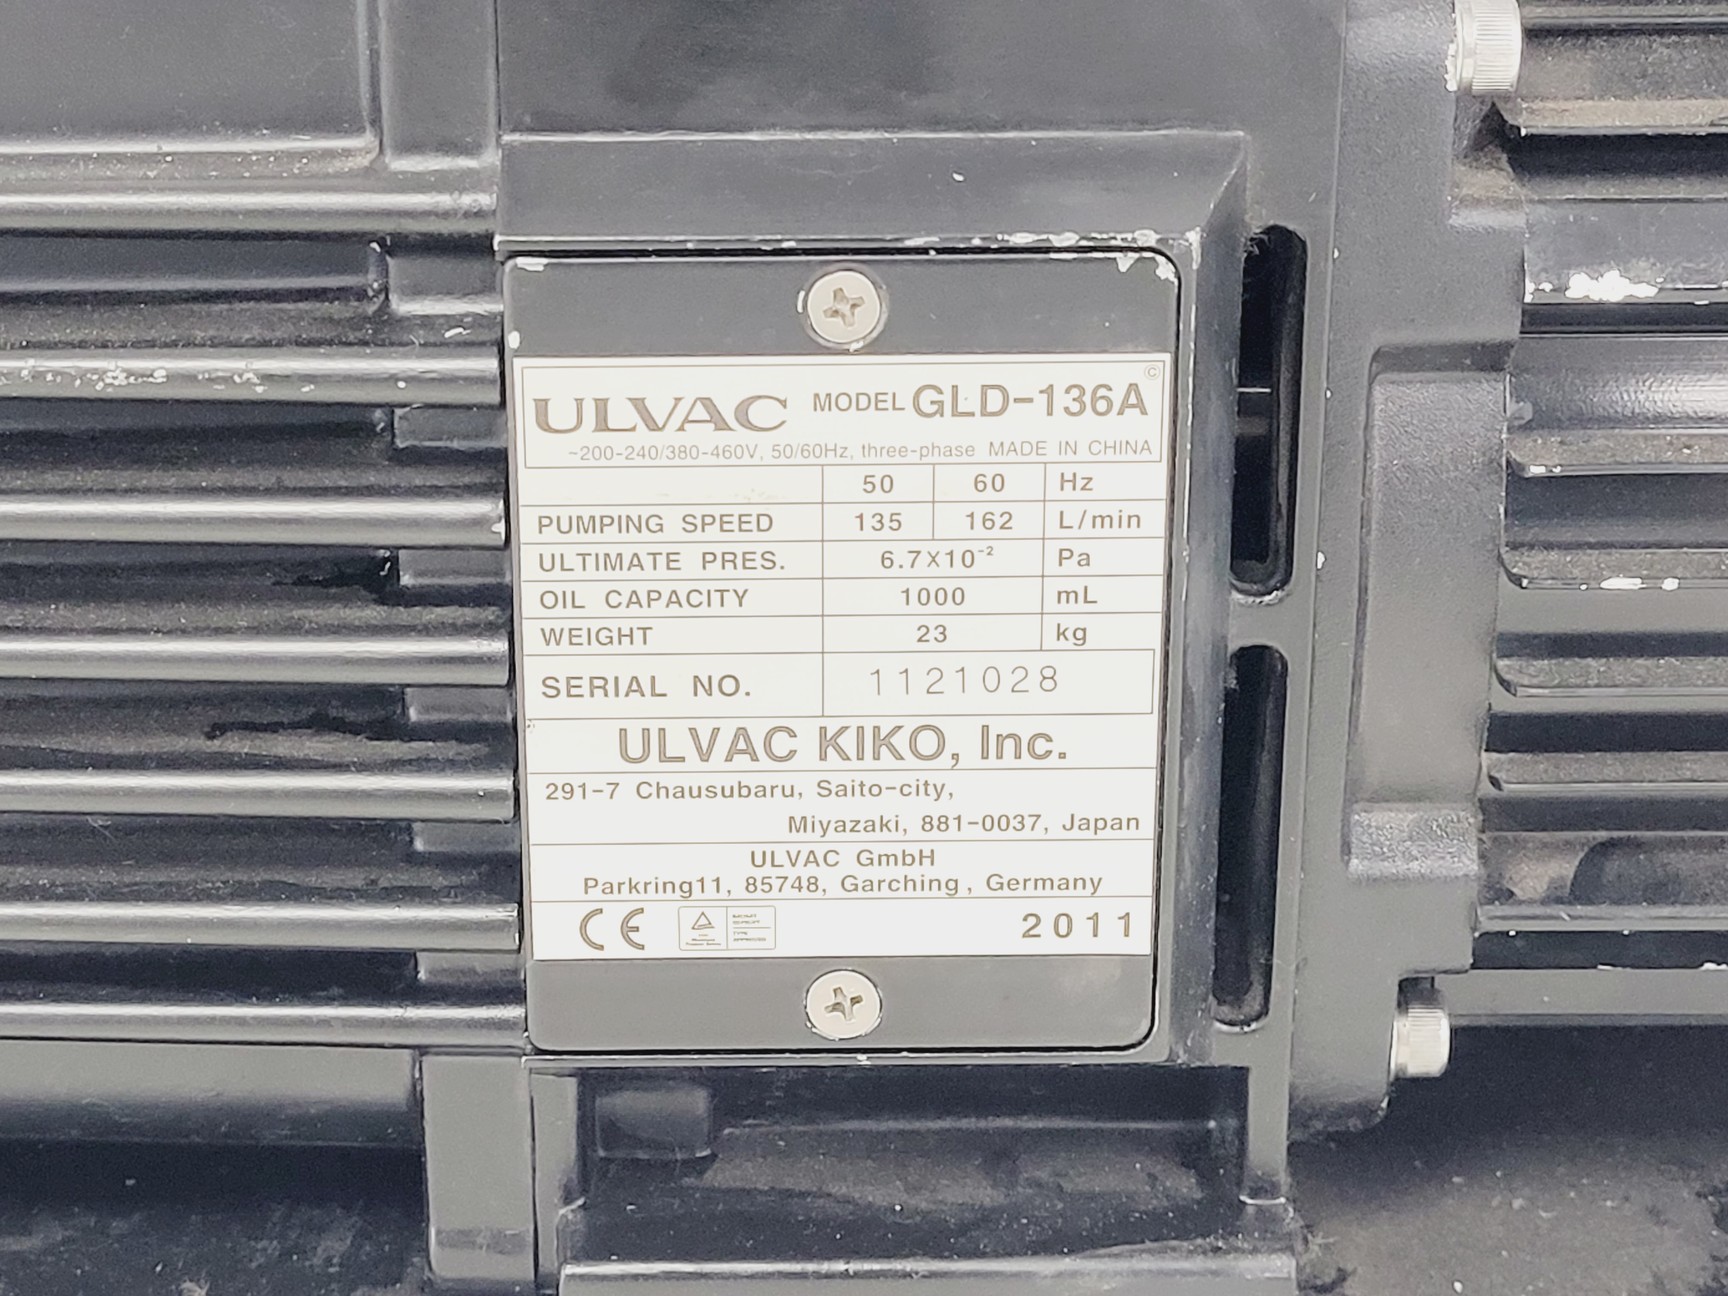 ©
ULVAC MODEL GLD-136A
~200-240/380-460V, 50/60Hz, three-phase MADE IN CHINA
50 60 Hz
PUMPING SPEED 135 162 L/min
ULTIMATE PRES. 6.7×10⁻² Pa
OIL CAPACITY 1000 mL
WEIGHT 23 kg
SERIAL NO. 1121028
ULVAC KIKO, Inc.
291-7 Chausubaru, Saito-city,
Miyazaki, 881-0037, Japan
ULVAC GmbH
Parkring11, 85748, Garching, Germany
CE 2011